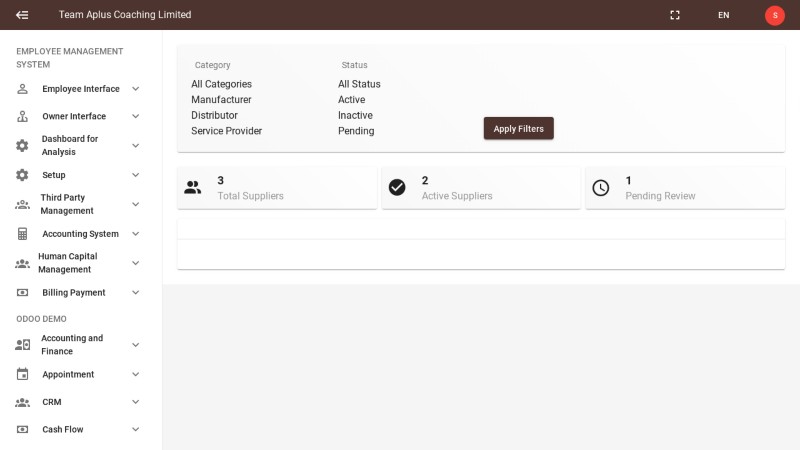 Team Aplus Coaching Limited
EN
S
EMPLOYEE MANAGEMENT
SYSTEM
Employee Interface
Owner Interface
Dashboard for
Analysis
Setup
Third Party
Management
Accounting System
Human Capital
Management
Billing Payment
ODOO DEMO
Accounting and
Finance
Appointment
CRM
Cash Flow
Category
All Categories
Manufacturer
Distributor
Service Provider
Status
All Status
Active
Inactive
Pending
Apply Filters
3
Total Suppliers
2
Active Suppliers
1
Pending Review